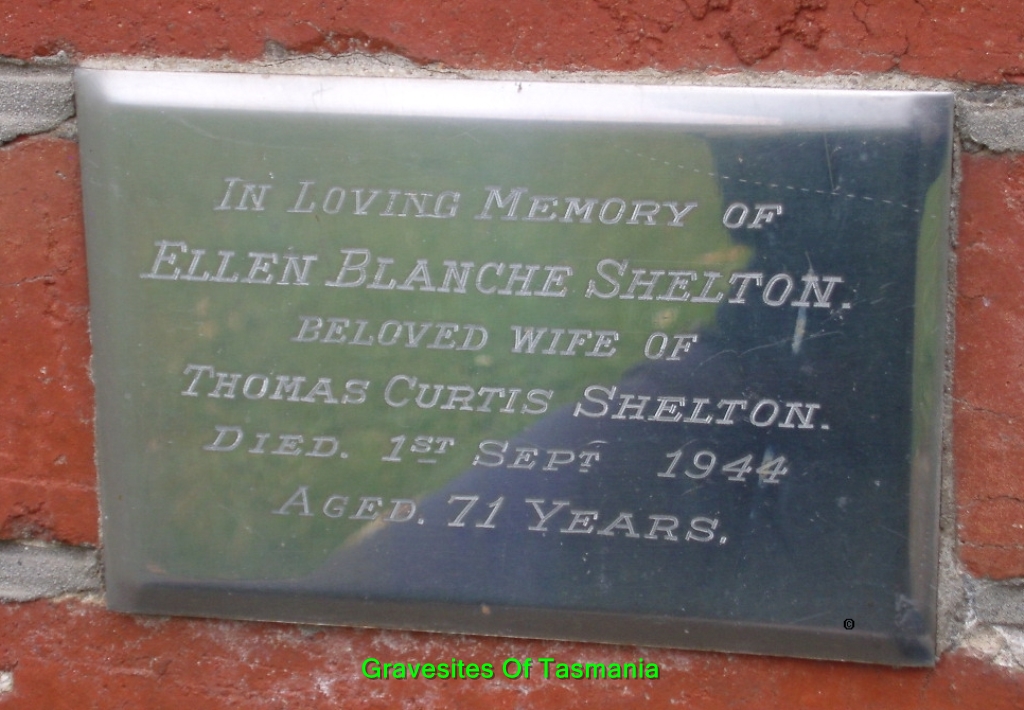 IN LOVING MEMORY OF
ELLEN BLANCHE SHELTON.
BELOVED WIFE OF
THOMAS CURTIS SHELTON.
DIED. 1ST SEPT 1944
AGED. 71 YEARS.
©
Gravesites Of Tasmania